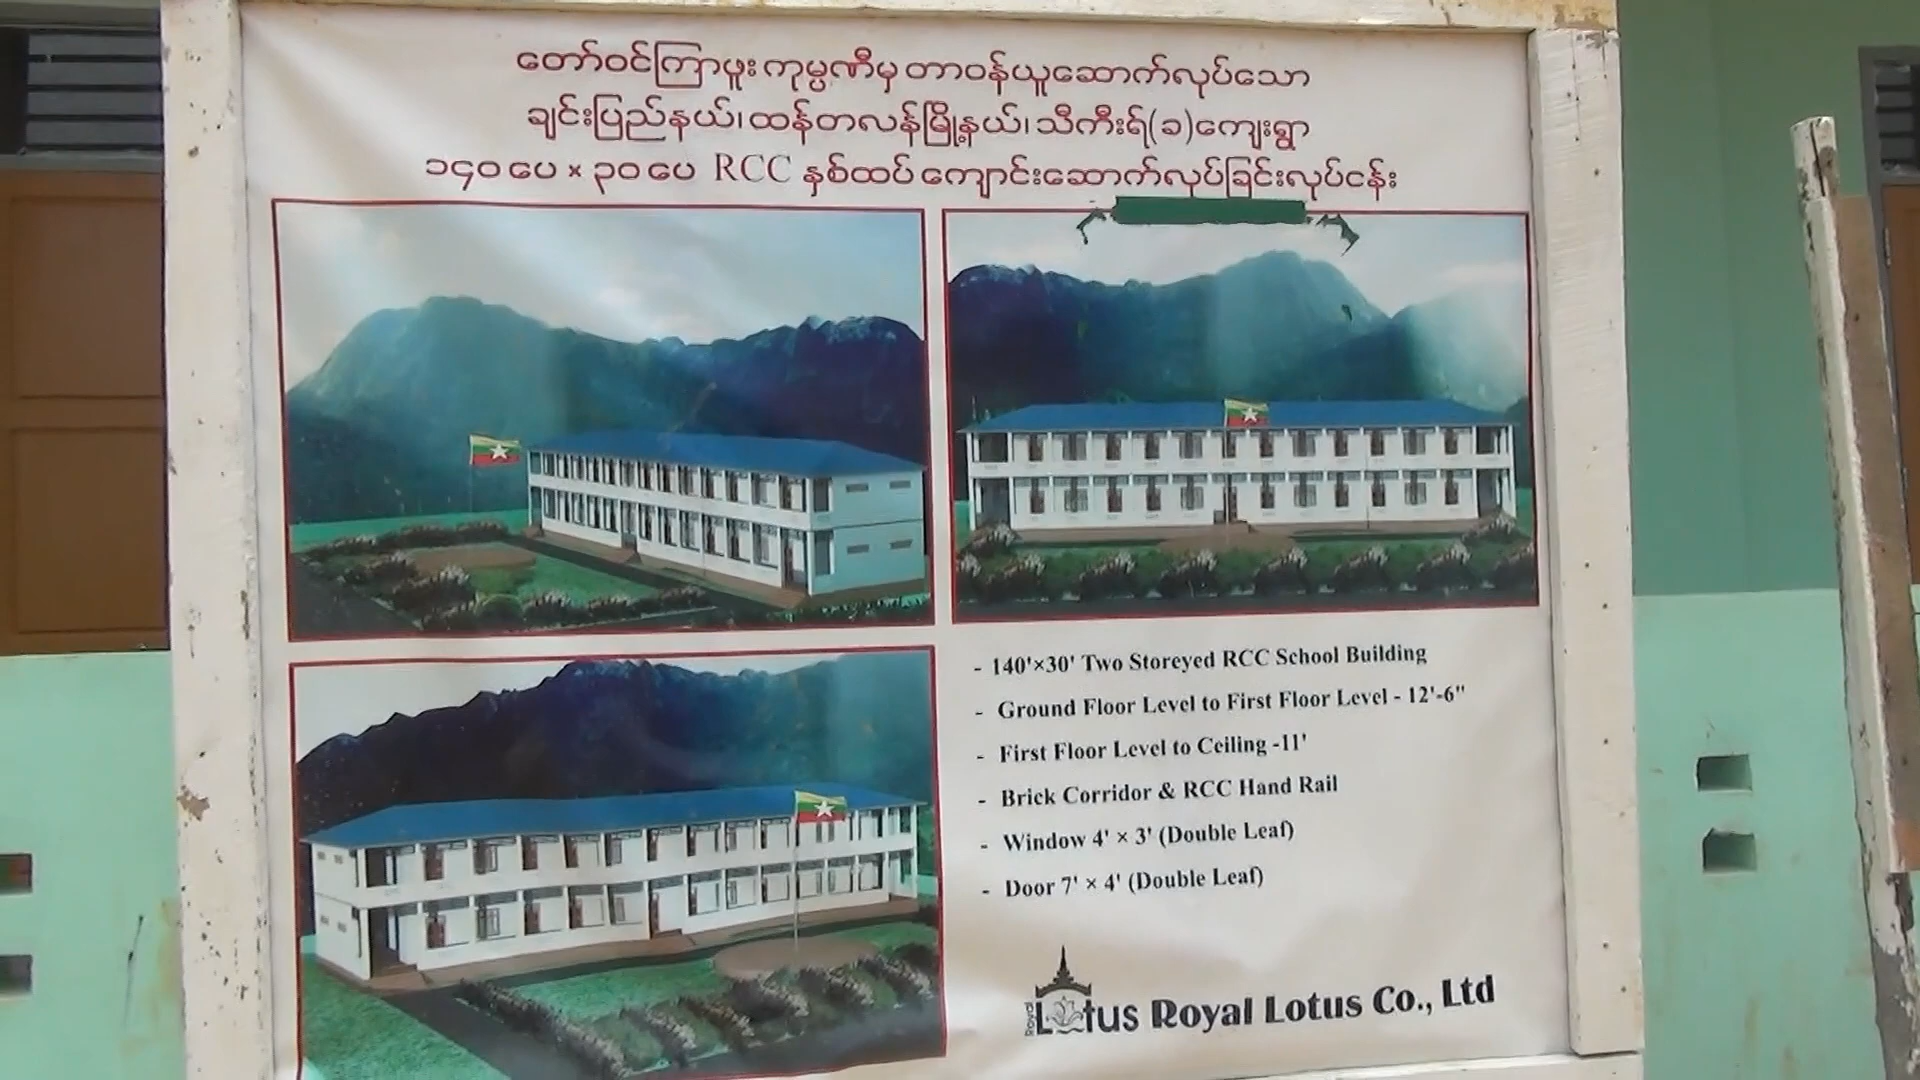 တော်ဝင်ကြာဖူး ကုမ္ပဏီမှ တာဝန်ယူဆောက်လုပ်သော
ချင်းပြည်နယ်၊ ထန်တလန်မြို့နယ်၊ သီကီးရ်(ခ)ကျေးရွာ
၁၄၀ ပေ × ၃၀ ပေ RCC နှစ်ထပ် ကျောင်းဆောက်လုပ်ခြင်းလုပ်ငန်း
- 140'×30' Two Storeyed RCC School Building
- Ground Floor Level to First Floor Level - 12'-6"
- First Floor Level to Ceiling -11'
- Brick Corridor & RCC Hand Rail
- Window 4' × 3' (Double Leaf)
- Door 7' × 4' (Double Leaf)
Royal Lotus Royal Lotus Co., Ltd